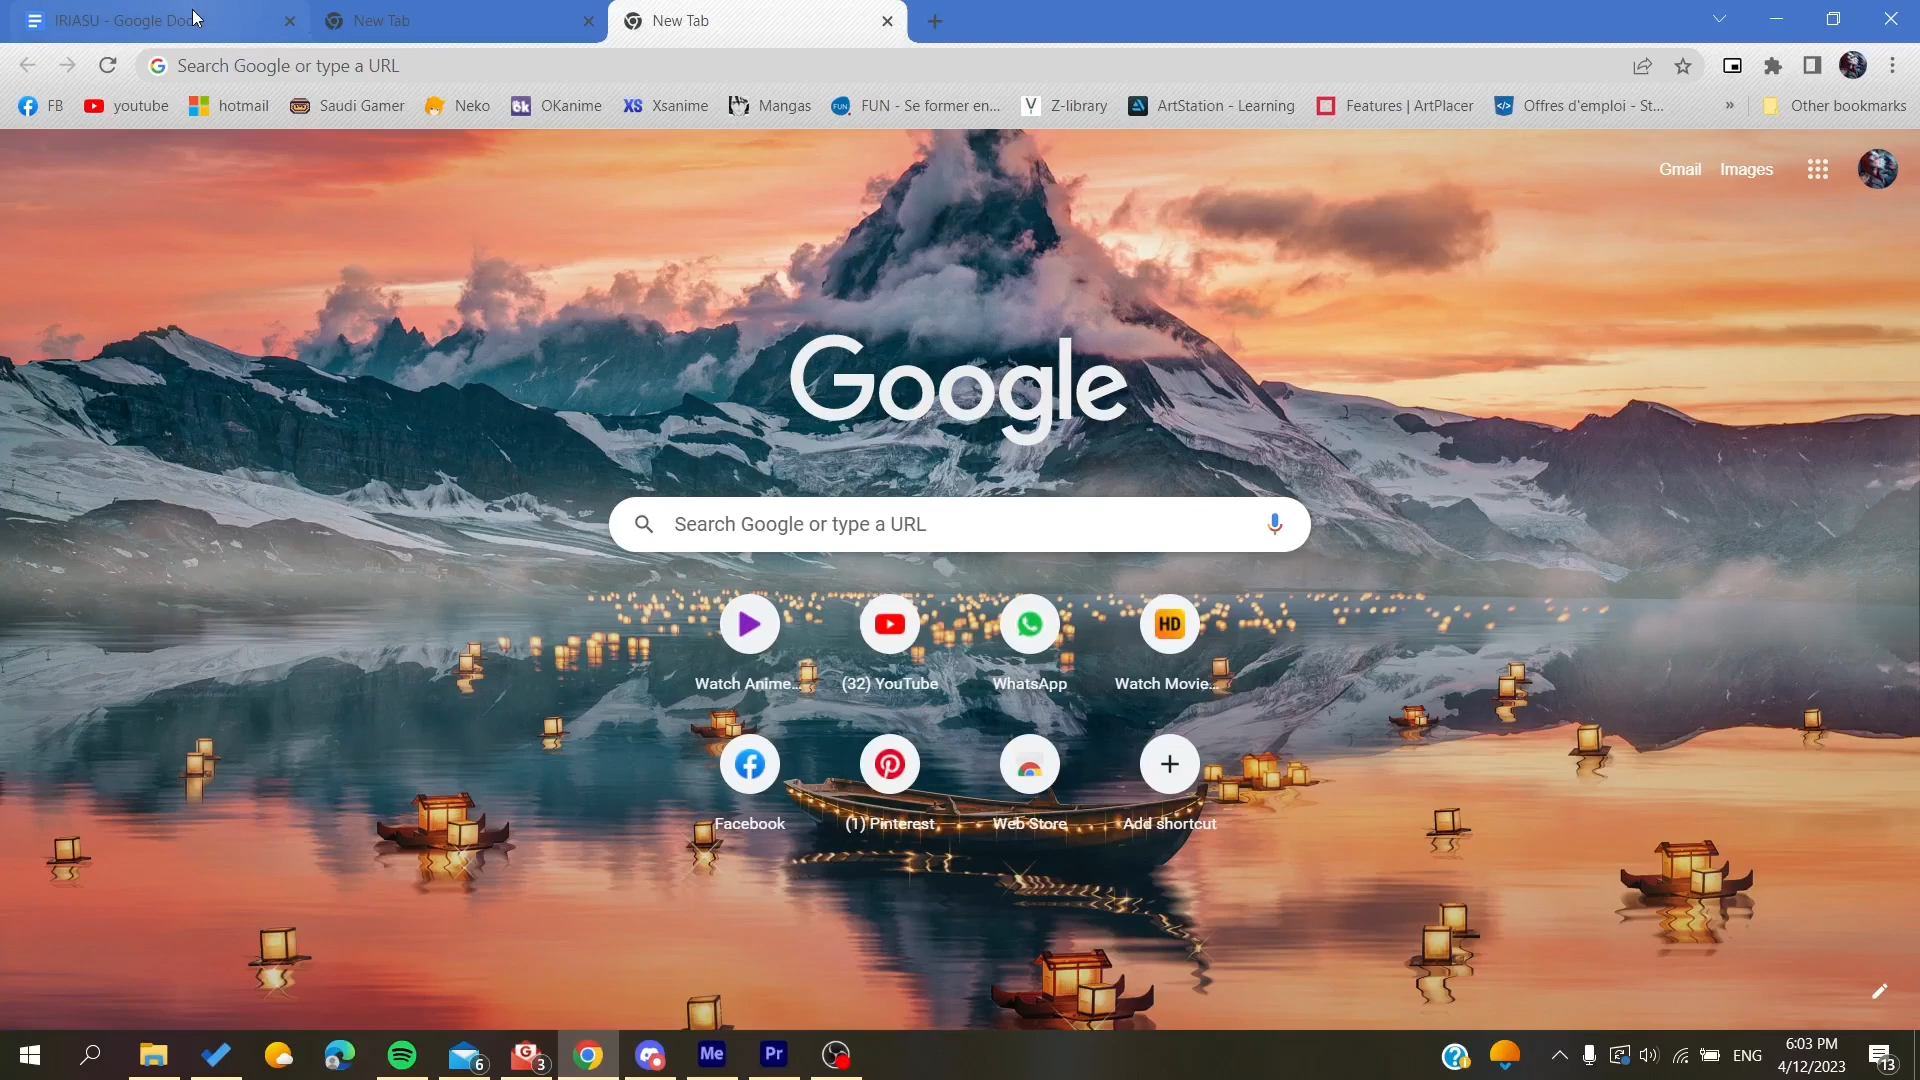 IRIASU - Google Doc
New Tab
New Tab
Search Google or type a URL
FB
youtube
hotmail
Saudi Gamer
Neko
OKanime
Xsanime
Mangas
FUN - Se former en...
Z-library
ArtStation - Learning
Features | ArtPlacer
Offres d'emploi - St...
»
Other bookmarks
Gmail
Images
Google
Search Google or type a URL
HD
Watch Anime...
(32) YouTube
WhatsApp
Watch Movie...
Facebook
(1) Pinterest
Web Store
Add shortcut
6
3
Me
Pr
ENG
6:03 PM
4/12/2023
13